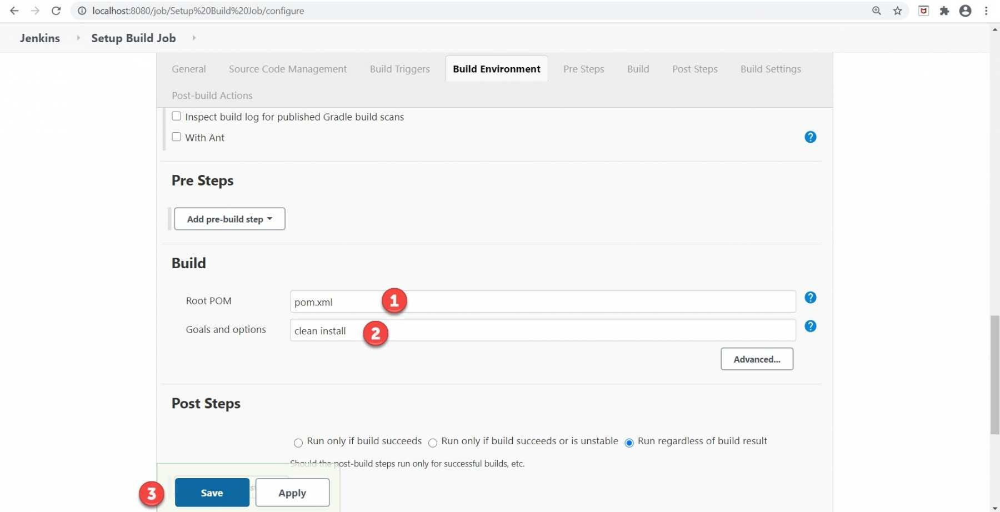 localhost:8080/job/Setup%20Build%20Job/configure
Jenkins Setup Build Job
General Source Code Management Build Triggers Build Environment Pre Steps Build Post Steps Build Settings
Post-build Actions
Inspect build log for published Gradle build scans
With Ant ?
Pre Steps
Add pre-build step
Build
Root POM pom.xml 1 ?
Goals and options clean install 2 ?
Advanced...
Post Steps
Run only if build succeeds Run only if build succeeds or is unstable Run regardless of build result
Should the post-build steps run only for successful builds, etc.
3 Save Apply